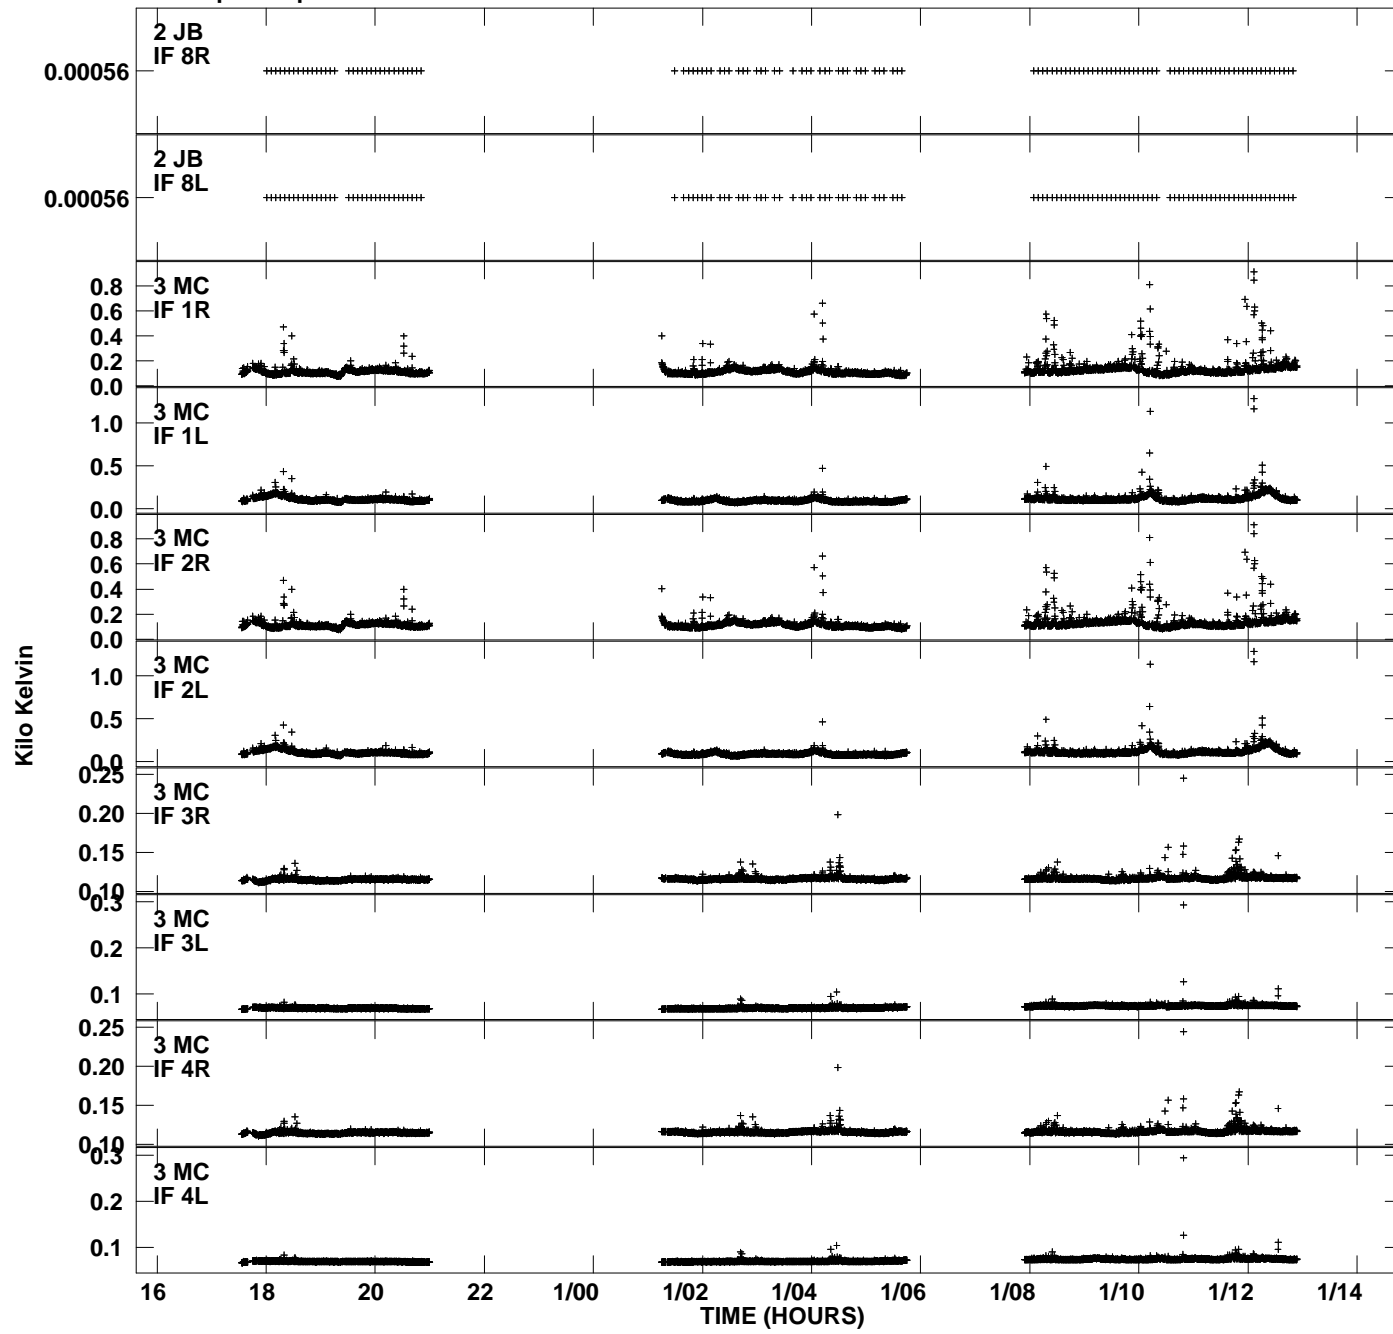 2 JB
IF 8R
0.00056
2 JB
IF 8L
0.00056
3 MC
IF 1R
0.8
0.6
0.4
0.2
0.0
3 MC
IF 1L
1.0
0.5
0.0
3 MC
IF 2R
0.8
0.6
0.4
0.2
0.0
3 MC
IF 2L
1.0
0.5
0.0
Kilo Kelvin
3 MC
IF 3R
0.25
0.20
0.15
0.10
3 MC
IF 3L
0.3
0.2
0.1
3 MC
IF 4R
0.25
0.20
0.15
0.10
3 MC
IF 4L
0.3
0.2
0.1
16 18 20 22 1/00 1/02 1/04 1/06 1/08 1/10 1/12 1/14
TIME (HOURS)